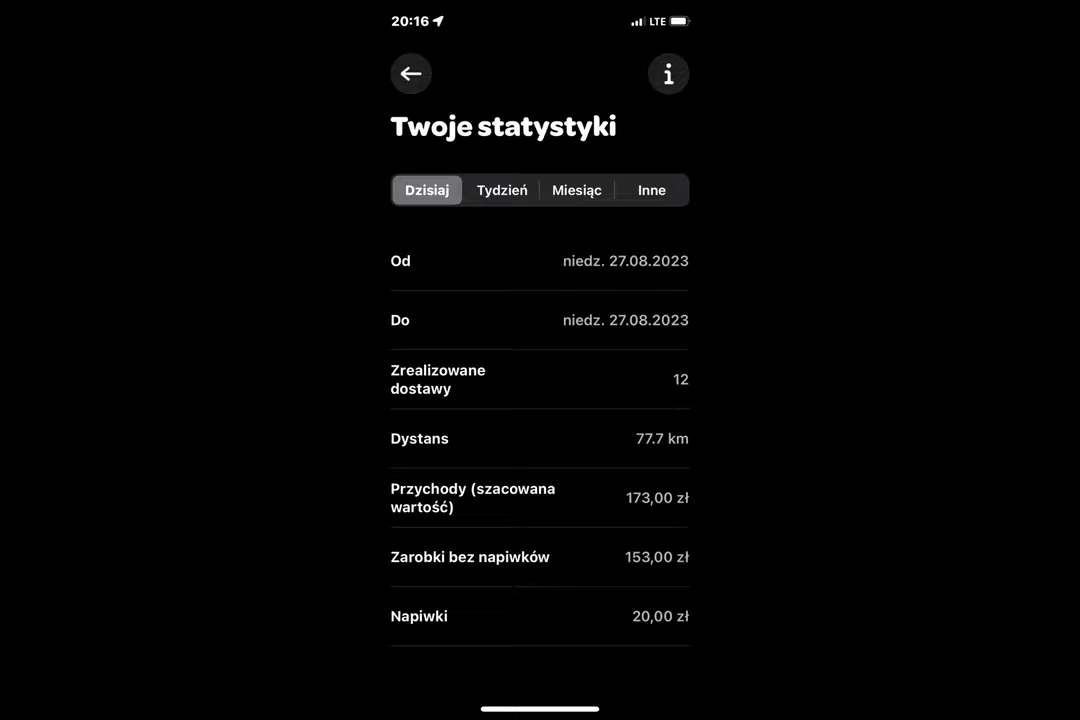 20:16 LTE
Twoje statystyki
Dzisiaj Tydzień Miesiąc Inne
Od niedz. 27.08.2023
Do niedz. 27.08.2023
Zrealizowane
dostawy 12
Dystans 77.7 km
Przychody (szacowana
wartość) 173,00 zł
Zarobki bez napiwków 153,00 zł
Napiwki 20,00 zł